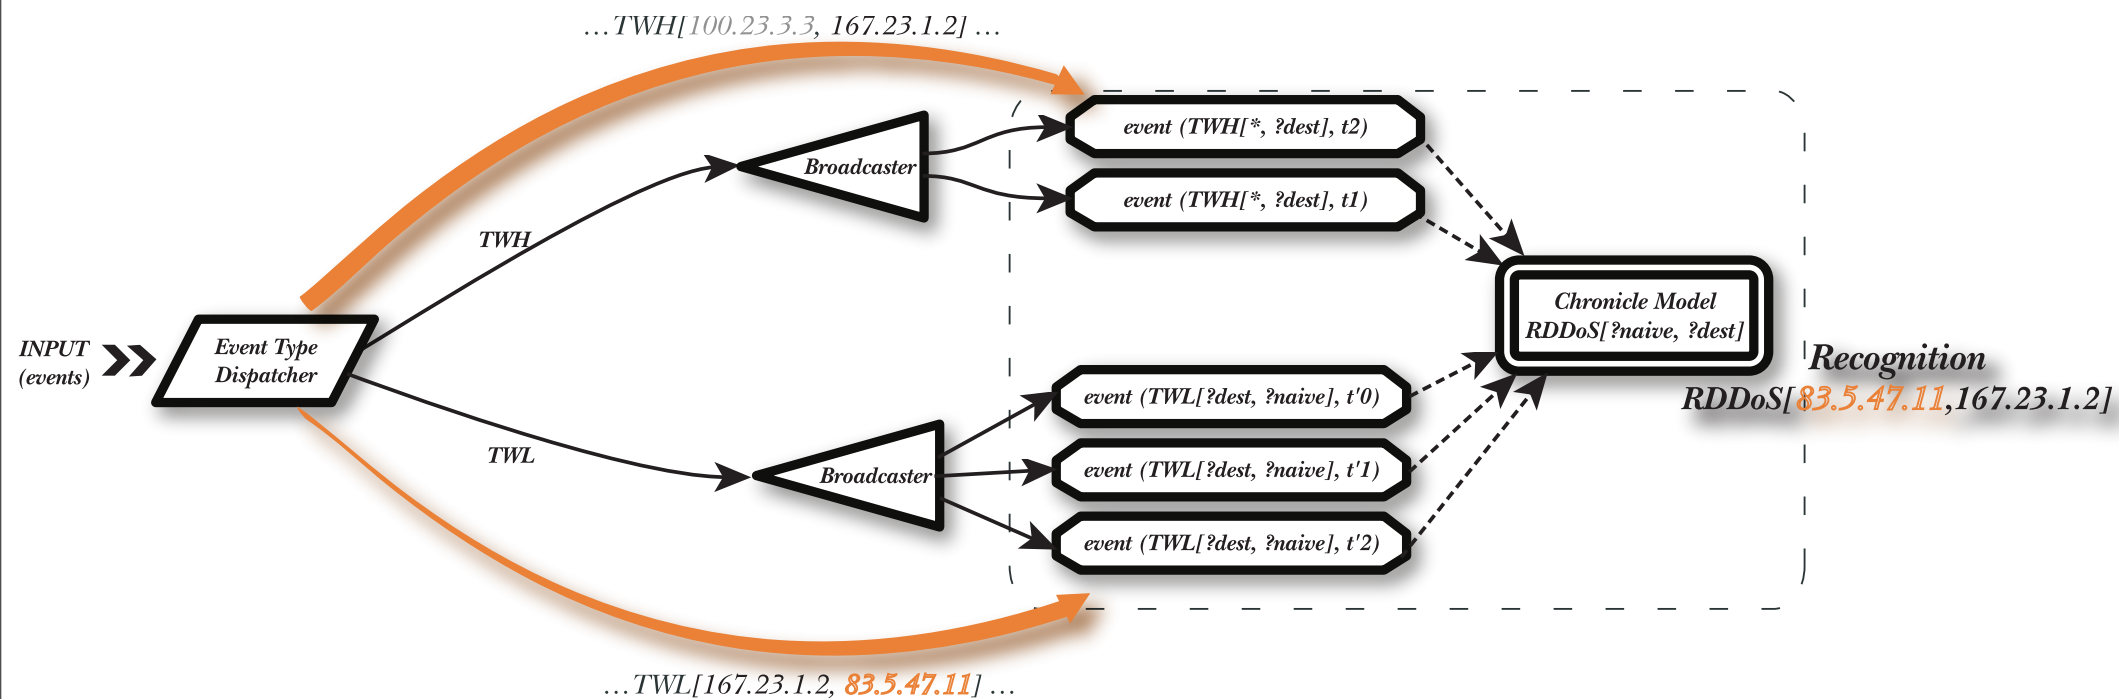 …TWH[100.23.3.3, 167.23.1.2] …
event (TWH[*, ?dest], t2)
Broadcaster
event (TWH[*, ?dest], t1)
TWH
Chronicle Model
RDDoS[?naive, ?dest]
INPUT
(events)
Event Type
Dispatcher
Recognition
RDDoS[83.5.47.11,167.23.1.2]
event (TWL[?dest, ?naive], t'0)
TWL
Broadcaster
event (TWL[?dest, ?naive], t'1)
event (TWL[?dest, ?naive], t'2)
…TWL[167.23.1.2, 83.5.47.11] …